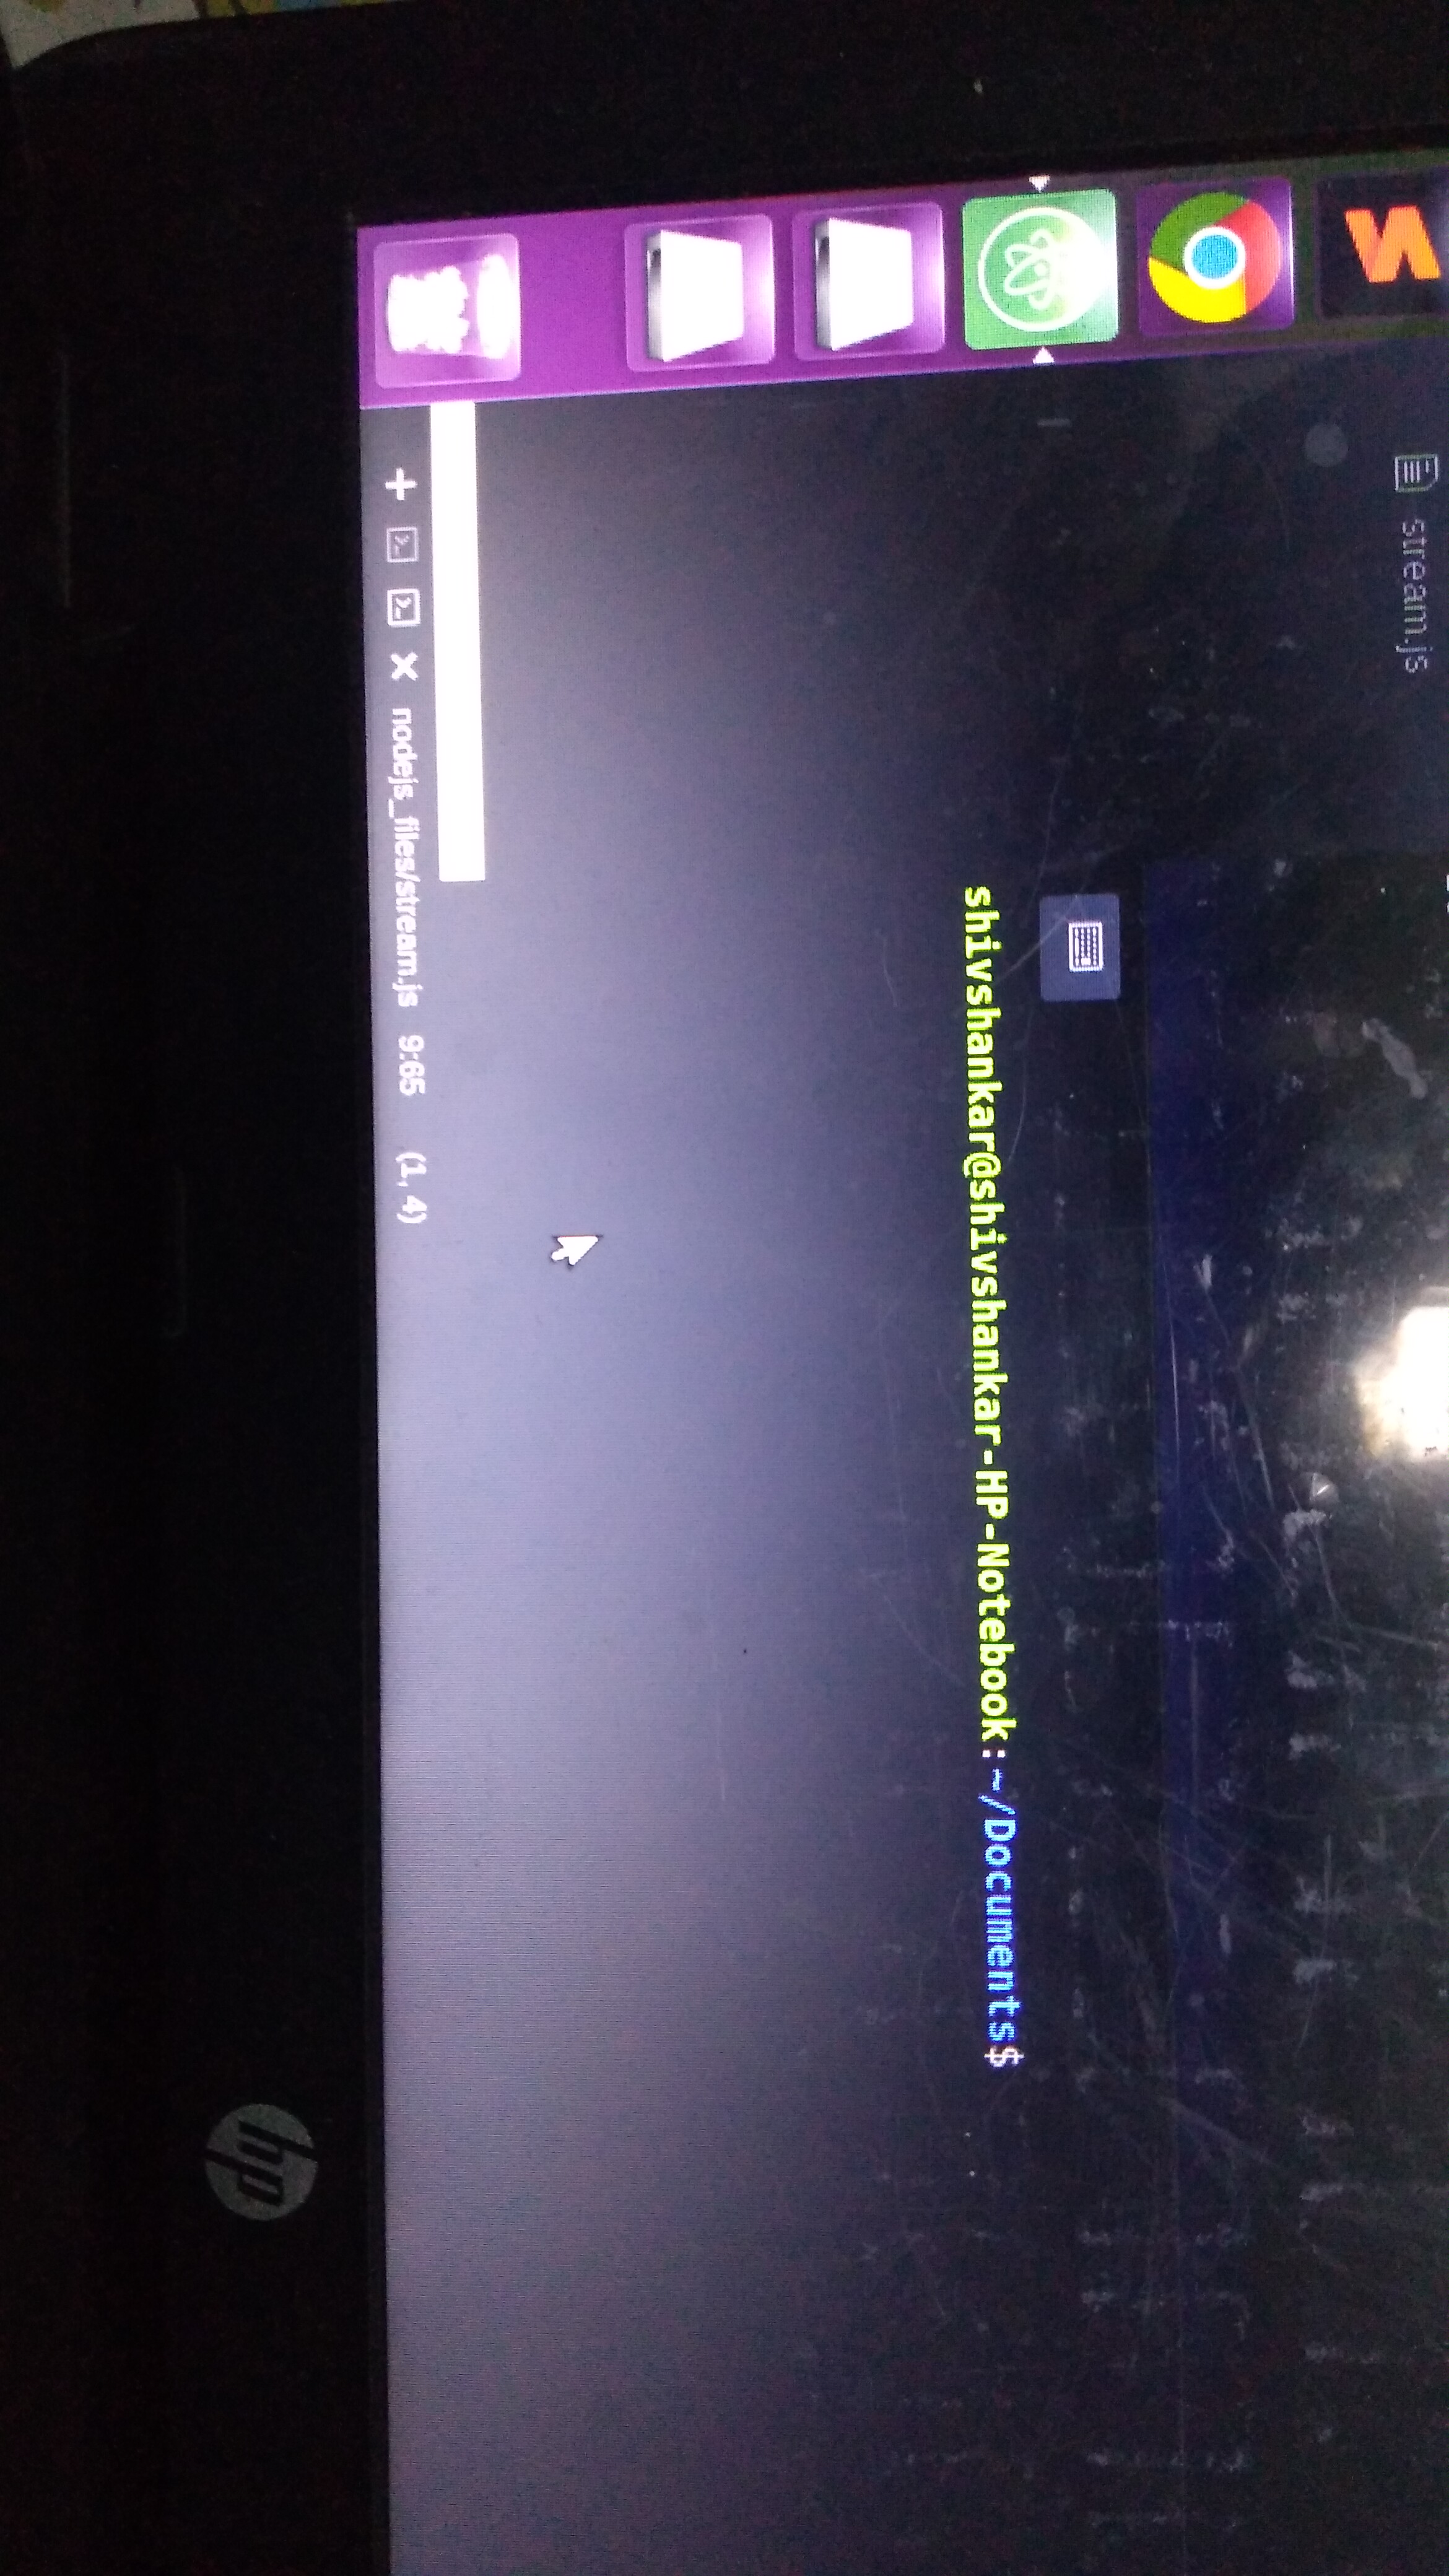 stream.js
shivshankar@shivshankar-HP-Notebook:~/Documents$
nodejs_files/stream.js 9:65 (1, 4)
hp